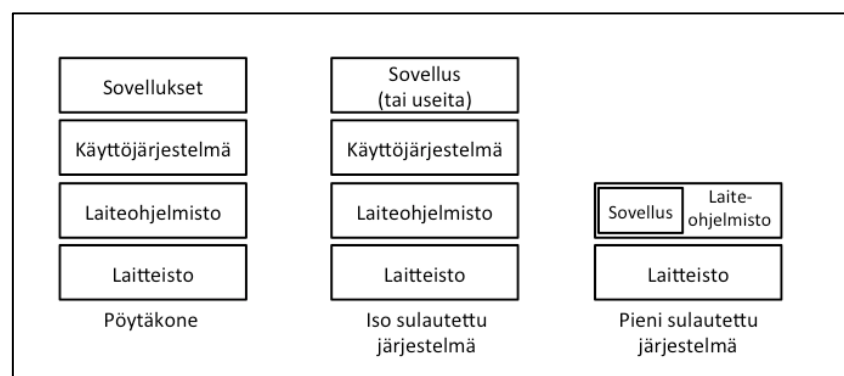 Sovellukset
Käyttöjärjestelmä
Laiteohjelmisto
Laitteisto
Pöytäkone
Sovellus
(tai useita)
Käyttöjärjestelmä
Laiteohjelmisto
Laitteisto
Iso sulautettu
järjestelmä
Sovellus
Laite-
ohjelmisto
Laitteisto
Pieni sulautettu
järjestelmä